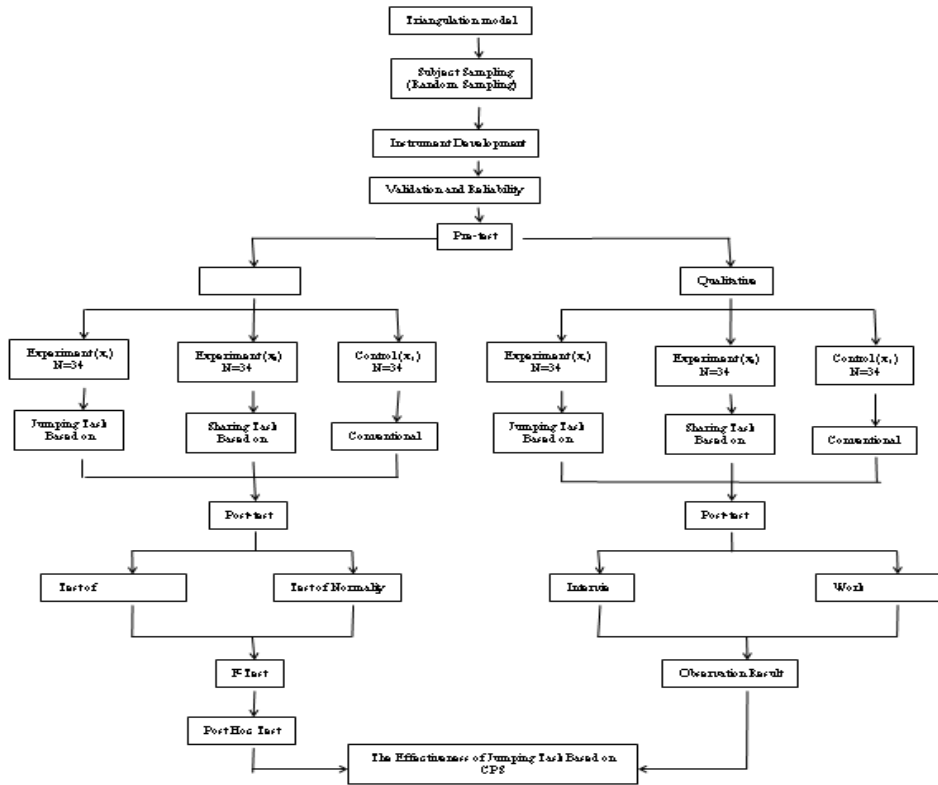 Triangulation model
Subject Sampling
(Random Sampling)
Instrument Development
Validation and Reliability
Pre-test
Qualitative
Experiment
N=34
Experiment
N=34
Control
N=34
Experiment
N=34
Experiment
N=34
Control
N=34
Jumping Task
Based on
Sharing Task
Based on
Conventional
Jumping Task
Based on
Sharing Task
Based on
Conventional
Post-test
Post-test
Test of
Test of Normality
Intervie
Work
F-Test
Observation Result
Post Hoc Test
The Effectiveness of Jumping Task Based on
CPS